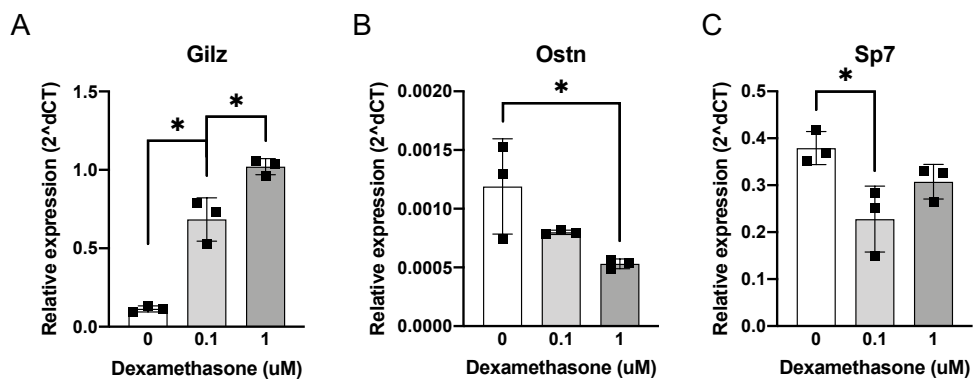 A
Gilz
Relative expression (2^dCT)
1.5
1.0
0.5
0.0
*
*
0
0.1
1
Dexamethasone (uM)
B
Ostn
Relative expression (2^dCT)
0.0020
0.0015
0.0010
0.0005
0.0000
*
0
0.1
1
Dexamethasone (uM)
C
Sp7
Relative expression (2^dCT)
0.5
0.4
0.3
0.2
0.1
0.0
*
0
0.1
1
Dexamethasone (uM)